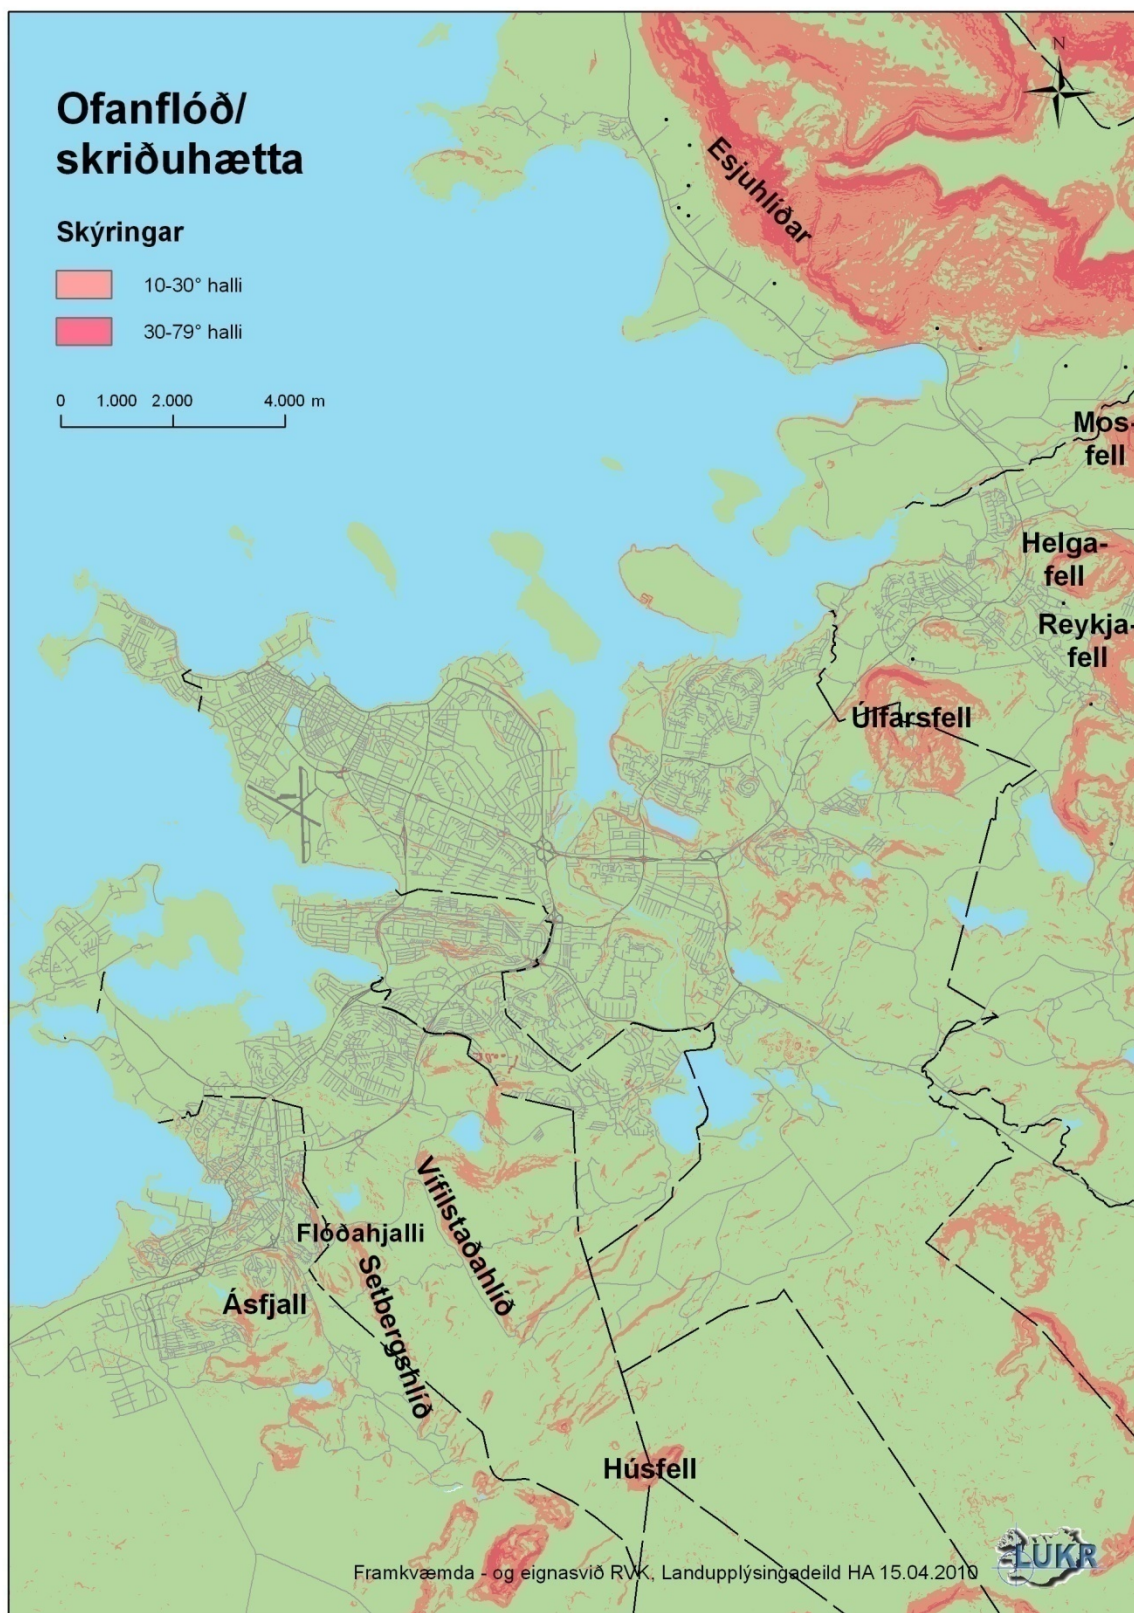 Ofanflóð/
skriðuhætta
Skýringar
10-30° halli
30-79° halli
0 1.000 2.000 4.000 m
N
Esjuhlíðar
Mos-
fell
Helga-
fell
Reykja-
fell
Úlfarsfell
Vífilstaðahlíð
Flóðahjalli
Setbergshlíð
Ásfjall
Húsfell
Framkvæmda - og eignasvið RVK, Landupplýsingadeild HA 15.04.2010
LUKR